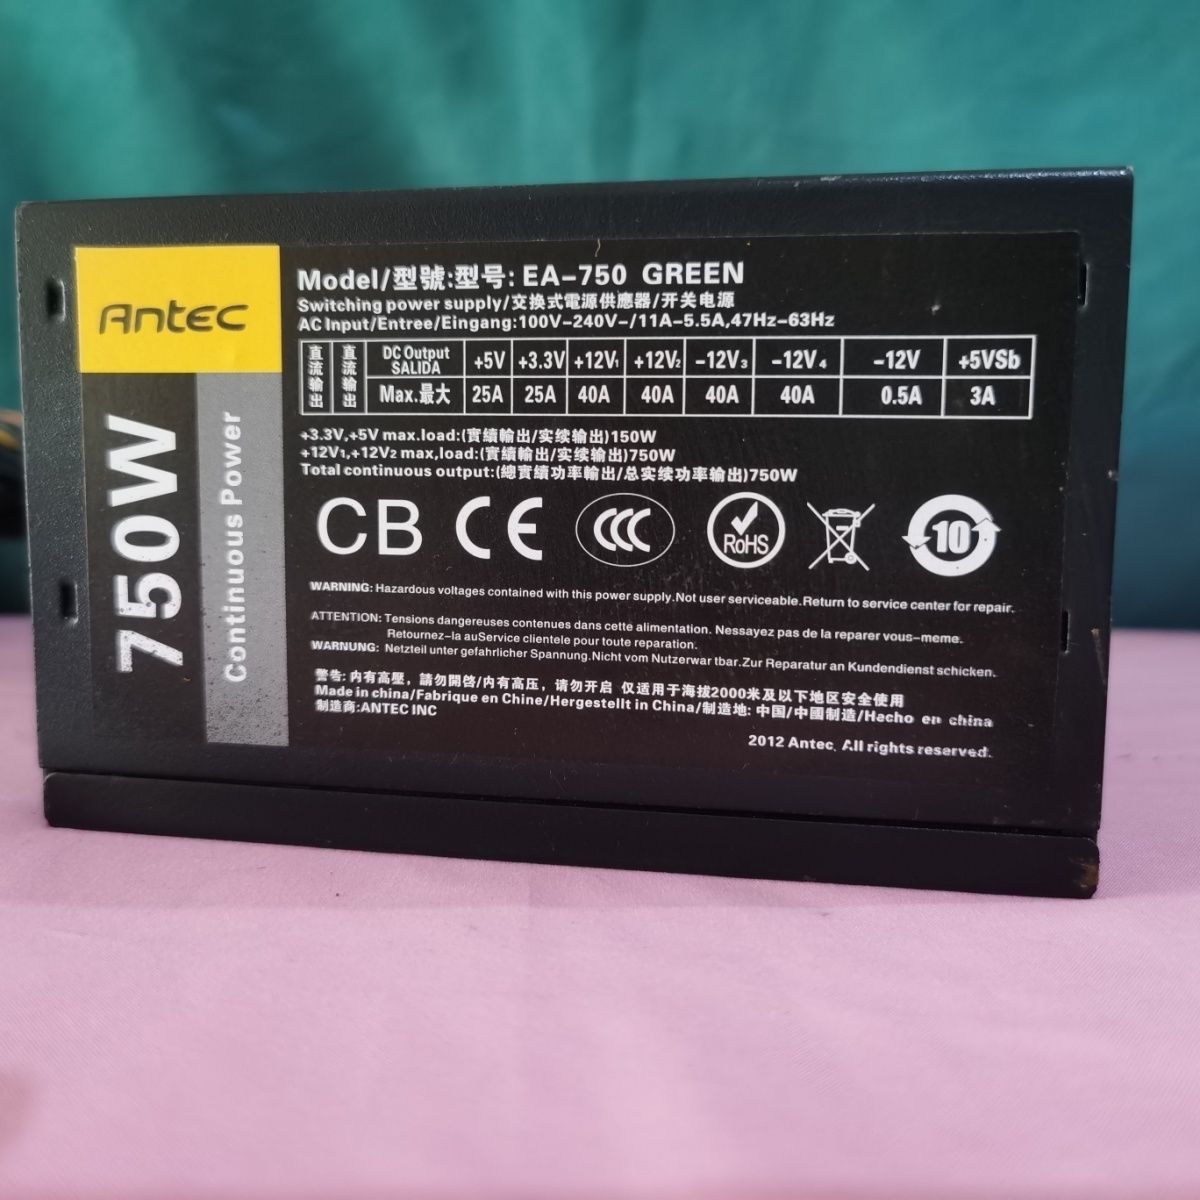 Antec
750W
Continuous Power
Model/型號:型号: EA-750 GREEN
Switching power supply/交換式電源供應器/开关电源
AC Input/Entree/Eingang:100V-240V-/11A-5.5A,47Hz-63Hz
直流输出 直流输出 DC Output SALIDA +5V +3.3V +12V1 +12V2 -12V3 -12V4 -12V +5VSb
Max.最大 25A 25A 40A 40A 40A 40A 0.5A 3A
+3.3V,+5V max.load:(實續輸出/实续输出)150W
+12V1,+12V2 max,load:(實續輸出/实续输出)750W
Total continuous output:(總實續功率輸出/总实续功率输出)750W
CB CE CCC RoHS 10
WARNING: Hazardous voltages contained with this power supply.Not user serviceable.Return to service center for repair.
ATTENTION: Tensions dangereuses contenues dans cette alimentation. Nessayez pas de la reparer vous-meme.
Retournez-la auService clientele pour toute reparation.
WARNUNG: Netzteil unter gefahrlicher Spannung.Nicht vom Nutzerwar tbar.Zur Reparatur an Kundendienst schicken.
警告: 内有高壓，請勿開啓/内有高压，请勿开启 仅适用于海拔2000米及以下地区安全使用
Made in china/Fabrique en Chine/Hergestellt in China/制造地: 中国/中國制造/Hecho en china
制造商:ANTEC INC
2012 Antec. All rights reserved.